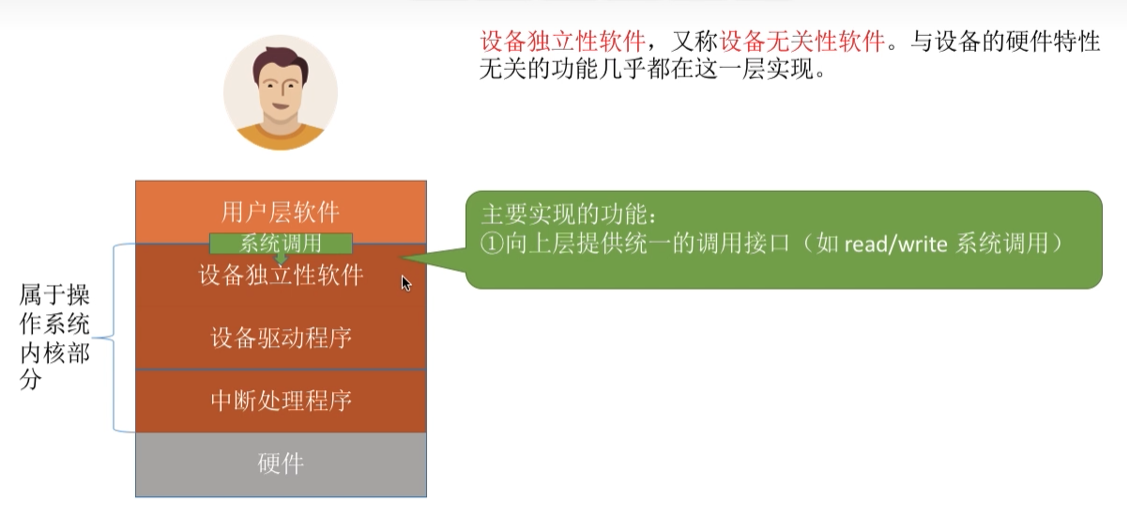 设备独立性软件，又称设备无关性软件。与设备的硬件特性
无关的功能几乎都在这一层实现。
用户层软件
系统调用
设备独立性软件
设备驱动程序
中断处理程序
硬件
属于操
作系统
内核部
分
主要实现的功能：
①向上层提供统一的调用接口（如 read/write 系统调用）